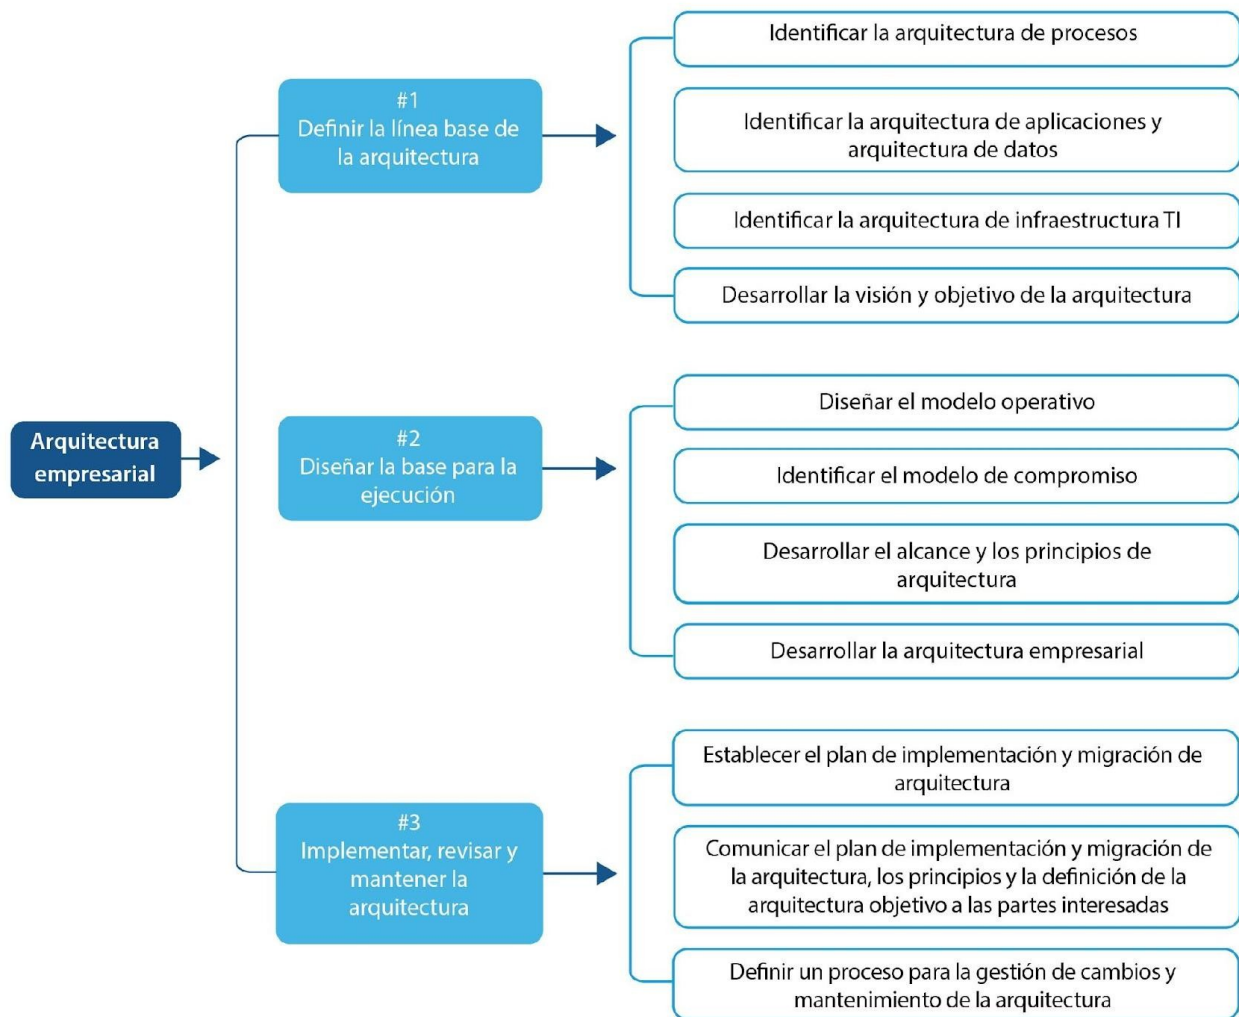 Arquitectura
empresarial
#1
Definir la línea base de
la arquitectura
Identificar la arquitectura de procesos
Identificar la arquitectura de aplicaciones y
arquitectura de datos
Identificar la arquitectura de infraestructura TI
Desarrollar la visión y objetivo de la arquitectura
#2
Diseñar la base para la
ejecución
Diseñar el modelo operativo
Identificar el modelo de compromiso
Desarrollar el alcance y los principios de
arquitectura
Desarrollar la arquitectura empresarial
#3
Implementar, revisar y
mantener la
arquitectura
Establecer el plan de implementación y migración de
arquitectura
Comunicar el plan de implementación y migración de
la arquitectura, los principios y la definición de la
arquitectura objetivo a las partes interesadas
Definir un proceso para la gestión de cambios y
mantenimiento de la arquitectura